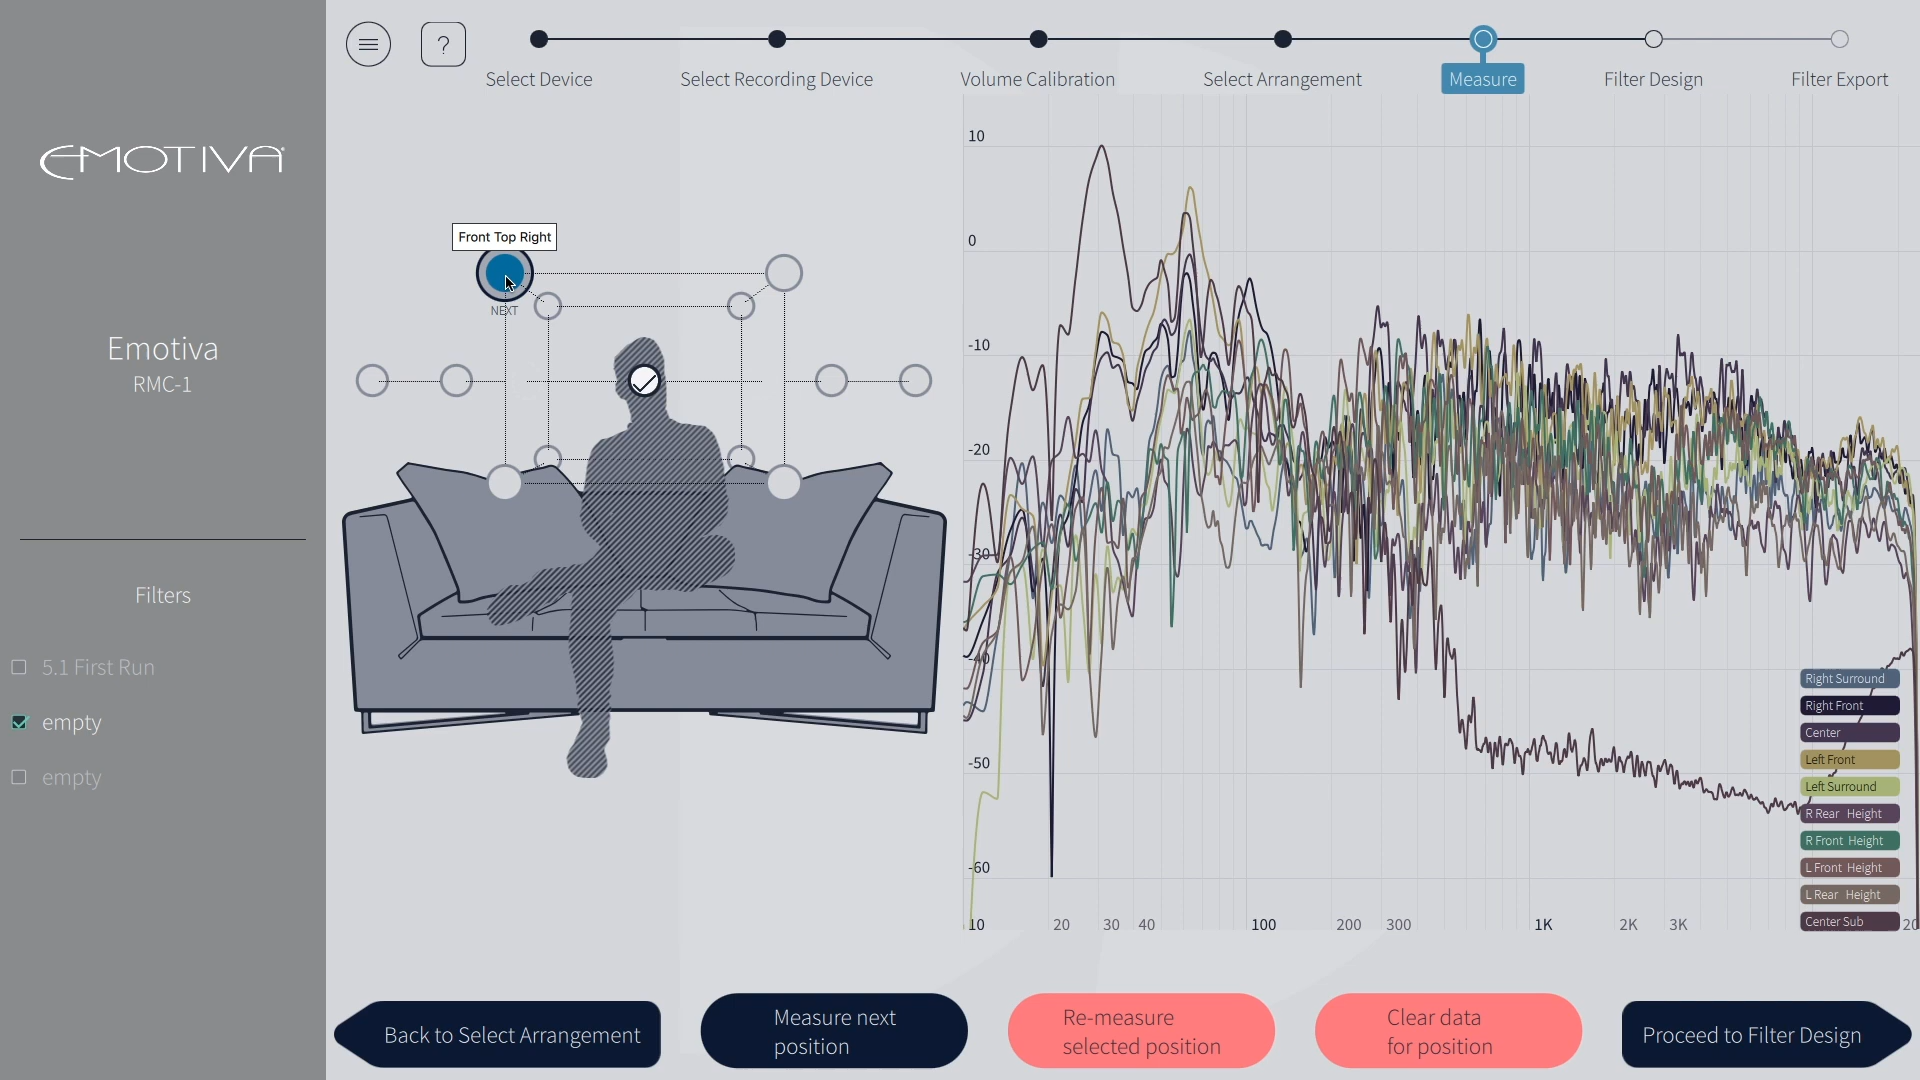 ?
Select Device
Select Recording Device
Volume Calibration
Select Arrangement
Measure
Filter Design
Filter Export
EMOTIVA
Emotiva
RMC-1
Filters
5.1 First Run
empty
empty
Front Top Right
NEXT
10
0
-10
-20
-30
-40
-50
-60
10
20
30
40
100
200
300
1K
2K
3K
20
Right Surround
Right Front
Center
Left Front
Left Surround
R Rear Height
R Front Height
L Front Height
L Rear Height
Center Sub
Back to Select Arrangement
Measure next
position
Re-measure
selected position
Clear data
for position
Proceed to Filter Design